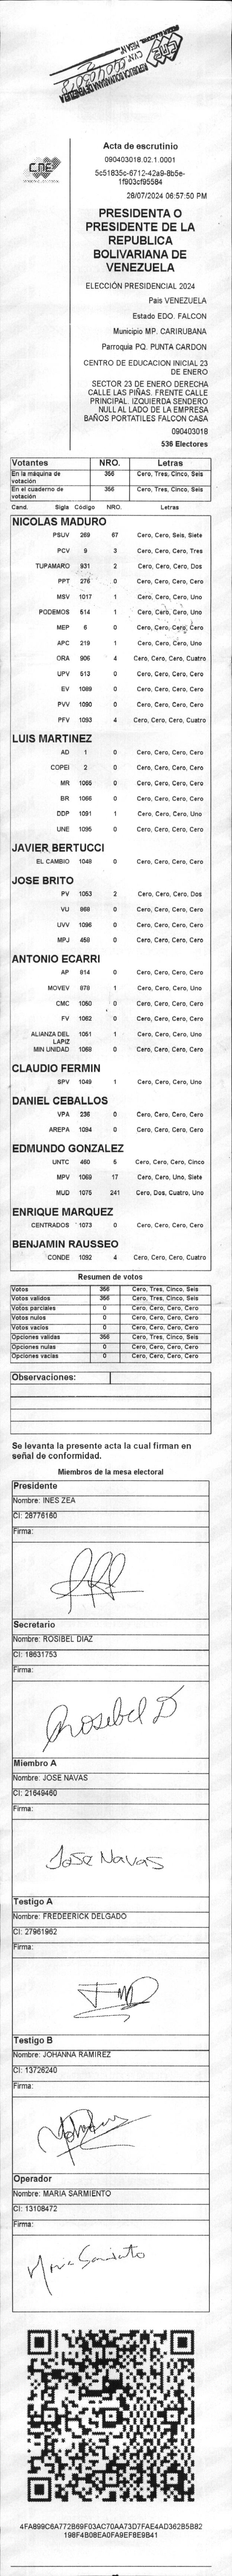 REPUBLICA BOLIVARIANA DE VENEZUELA
CNE
CNE
Acta de escrutinio
090403018.02.1.0001
5c51835c-6712-42a9-8b5e-
1f903cf95584
28/07/2024 06:57:50 PM
PRESIDENTA O
PRESIDENTE DE LA
REPUBLICA
BOLIVARIANA DE
VENEZUELA
ELECCIÓN PRESIDENCIAL 2024
Pais VENEZUELA
Estado EDO. FALCON
Municipio MP. CARIRUBANA
Parroquia PQ. PUNTA CARDON
CENTRO DE EDUCACION INICIAL 23
DE ENERO
SECTOR 23 DE ENERO DERECHA
CALLE LAS PIÑAS. FRENTE CALLE
PRINCIPAL. IZQUIERDA SENDERO
NULL AL LADO DE LA EMPRESA
BAÑOS PORTATILES FALCON CASA
090403018
536 Electores
Votantes NRO. Letras
En la máquina de votación 356 Cero, Tres, Cinco, Seis
En el cuaderno de votación 356 Cero, Tres, Cinco, Seis
Cand. Sigla Código NRO. Letras
NICOLAS MADURO
PSUV 269 67 Cero, Cero, Seis, Siete
PCV 9 3 Cero, Cero, Cero, Tres
TUPAMARO 931 2 Cero, Cero, Cero, Dos
PPT 276 0 Cero, Cero, Cero, Cero
MSV 1017 1 Cero, Cero, Cero, Uno
PODEMOS 514 1 Cero, Cero, Cero, Uno
MEP 6 0 Cero, Cero, Cero, Cero
APC 219 1 Cero, Cero, Cero, Uno
ORA 906 4 Cero, Cero, Cero, Cuatro
UPV 513 0 Cero, Cero, Cero, Cero
EV 1089 0 Cero, Cero, Cero, Cero
PVV 1090 0 Cero, Cero, Cero, Cero
PFV 1093 4 Cero, Cero, Cero, Cuatro
LUIS MARTINEZ
AD 1 0 Cero, Cero, Cero, Cero
COPEI 2 0 Cero, Cero, Cero, Cero
MR 1065 0 Cero, Cero, Cero, Cero
BR 1066 0 Cero, Cero, Cero, Cero
DDP 1091 1 Cero, Cero, Cero, Uno
UNE 1095 0 Cero, Cero, Cero, Cero
JAVIER BERTUCCI
EL CAMBIO 1048 0 Cero, Cero, Cero, Cero
JOSE BRITO
PV 1053 2 Cero, Cero, Cero, Dos
VU 868 0 Cero, Cero, Cero, Cero
UVV 1096 0 Cero, Cero, Cero, Cero
MPJ 458 0 Cero, Cero, Cero, Cero
ANTONIO ECARRI
AP 814 0 Cero, Cero, Cero, Cero
MOVEV 878 1 Cero, Cero, Cero, Uno
CMC 1050 0 Cero, Cero, Cero, Cero
FV 1062 0 Cero, Cero, Cero, Cero
ALIANZA DEL LAPIZ 1051 1 Cero, Cero, Cero, Uno
MIN UNIDAD 1068 0 Cero, Cero, Cero, Cero
CLAUDIO FERMIN
SPV 1049 1 Cero, Cero, Cero, Uno
DANIEL CEBALLOS
VPA 236 0 Cero, Cero, Cero, Cero
AREPA 1094 0 Cero, Cero, Cero, Cero
EDMUNDO GONZALEZ
UNTC 460 5 Cero, Cero, Cero, Cinco
MPV 1069 17 Cero, Cero, Uno, Siete
MUD 1075 241 Cero, Dos, Cuatro, Uno
ENRIQUE MARQUEZ
CENTRADOS 1073 0 Cero, Cero, Cero, Cero
BENJAMIN RAUSSEO
CONDE 1092 4 Cero, Cero, Cero, Cuatro
Resumen de votos
Votos 356 Cero, Tres, Cinco, Seis
Votos validos 356 Cero, Tres, Cinco, Seis
Votos parciales 0 Cero, Cero, Cero, Cero
Votos nulos 0 Cero, Cero, Cero, Cero
Votos vacios 0 Cero, Cero, Cero, Cero
Opciones validas 356 Cero, Tres, Cinco, Seis
Opciones nulas 0 Cero, Cero, Cero, Cero
Opciones vacias 0 Cero, Cero, Cero, Cero
Observaciones:
Se levanta la presente acta la cual firman en
señal de conformidad.
Miembros de la mesa electoral
Presidente
Nombre: INES ZEA
CI: 28776160
Firma:
Secretario
Nombre: ROSIBEL DIAZ
CI: 18631753
Firma:
Rosibel D
Miembro A
Nombre: JOSE NAVAS
CI: 21649460
Firma:
Jose Navas
Testigo A
Nombre: FREDEERICK DELGADO
CI: 27961962
Firma:
Testigo B
Nombre: JOHANNA RAMIREZ
CI: 13726240
Firma:
Operador
Nombre: MARIA SARMIENTO
CI: 13108472
Firma:
Maria Sarmiento
4FA899C6A772B69F03AC70AA73D7FAE4AD362B5B82
198F4B08EA0FA9EF8E9B41